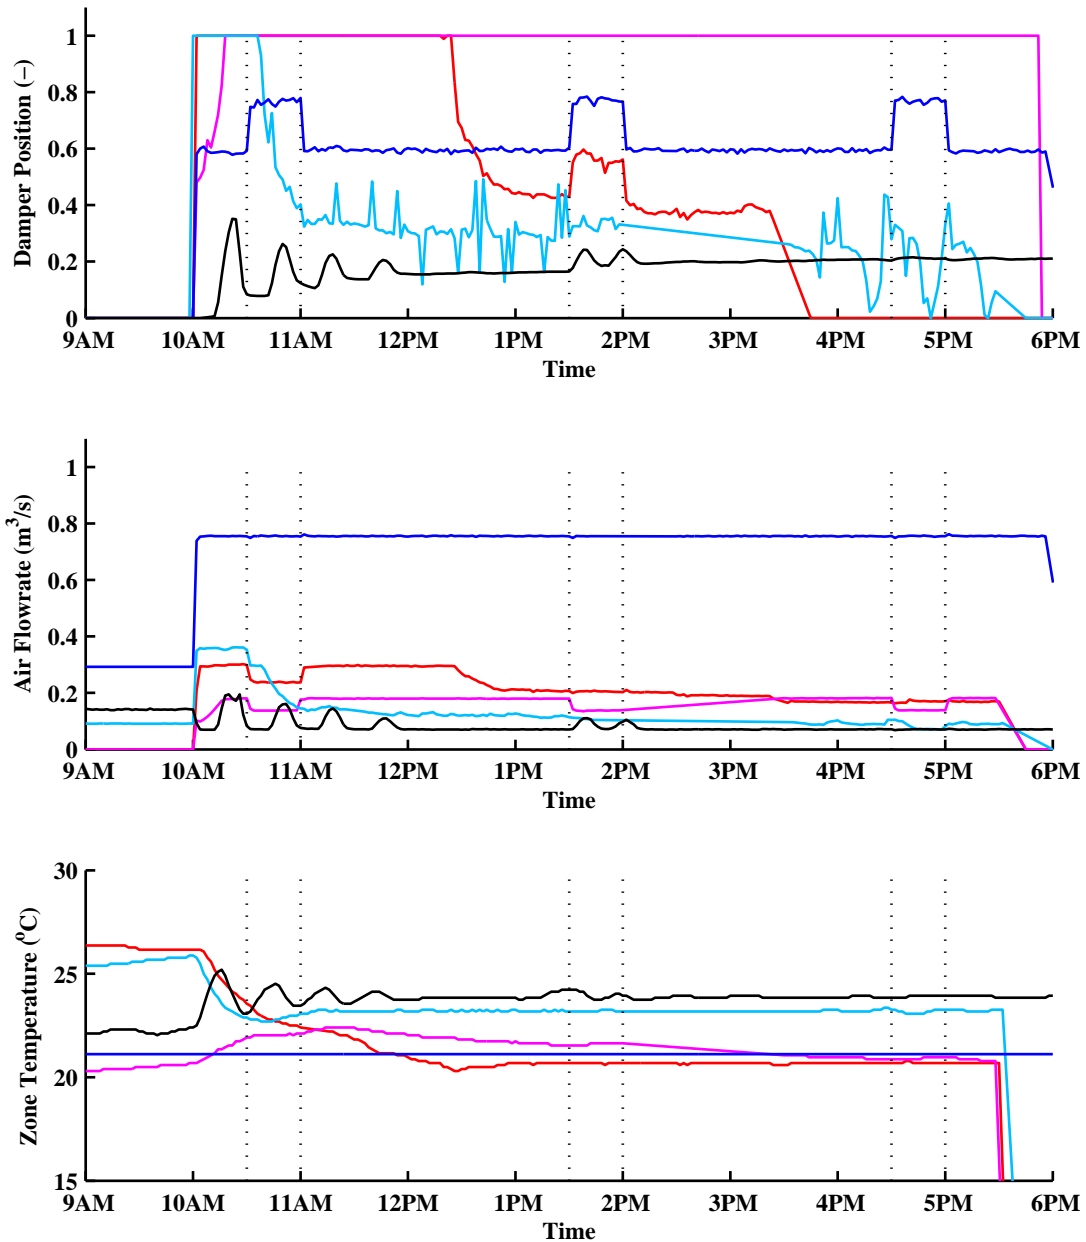 Damper Position (−)
1
0.8
0.6
0.4
0.2
0
9AM 10AM 11AM 12PM 1PM 2PM 3PM 4PM 5PM 6PM
Time
Air Flowrate (m³/s)
1
0.8
0.6
0.4
0.2
0
9AM 10AM 11AM 12PM 1PM 2PM 3PM 4PM 5PM 6PM
Time
Zone Temperature (°C)
30
25
20
15
9AM 10AM 11AM 12PM 1PM 2PM 3PM 4PM 5PM 6PM
Time